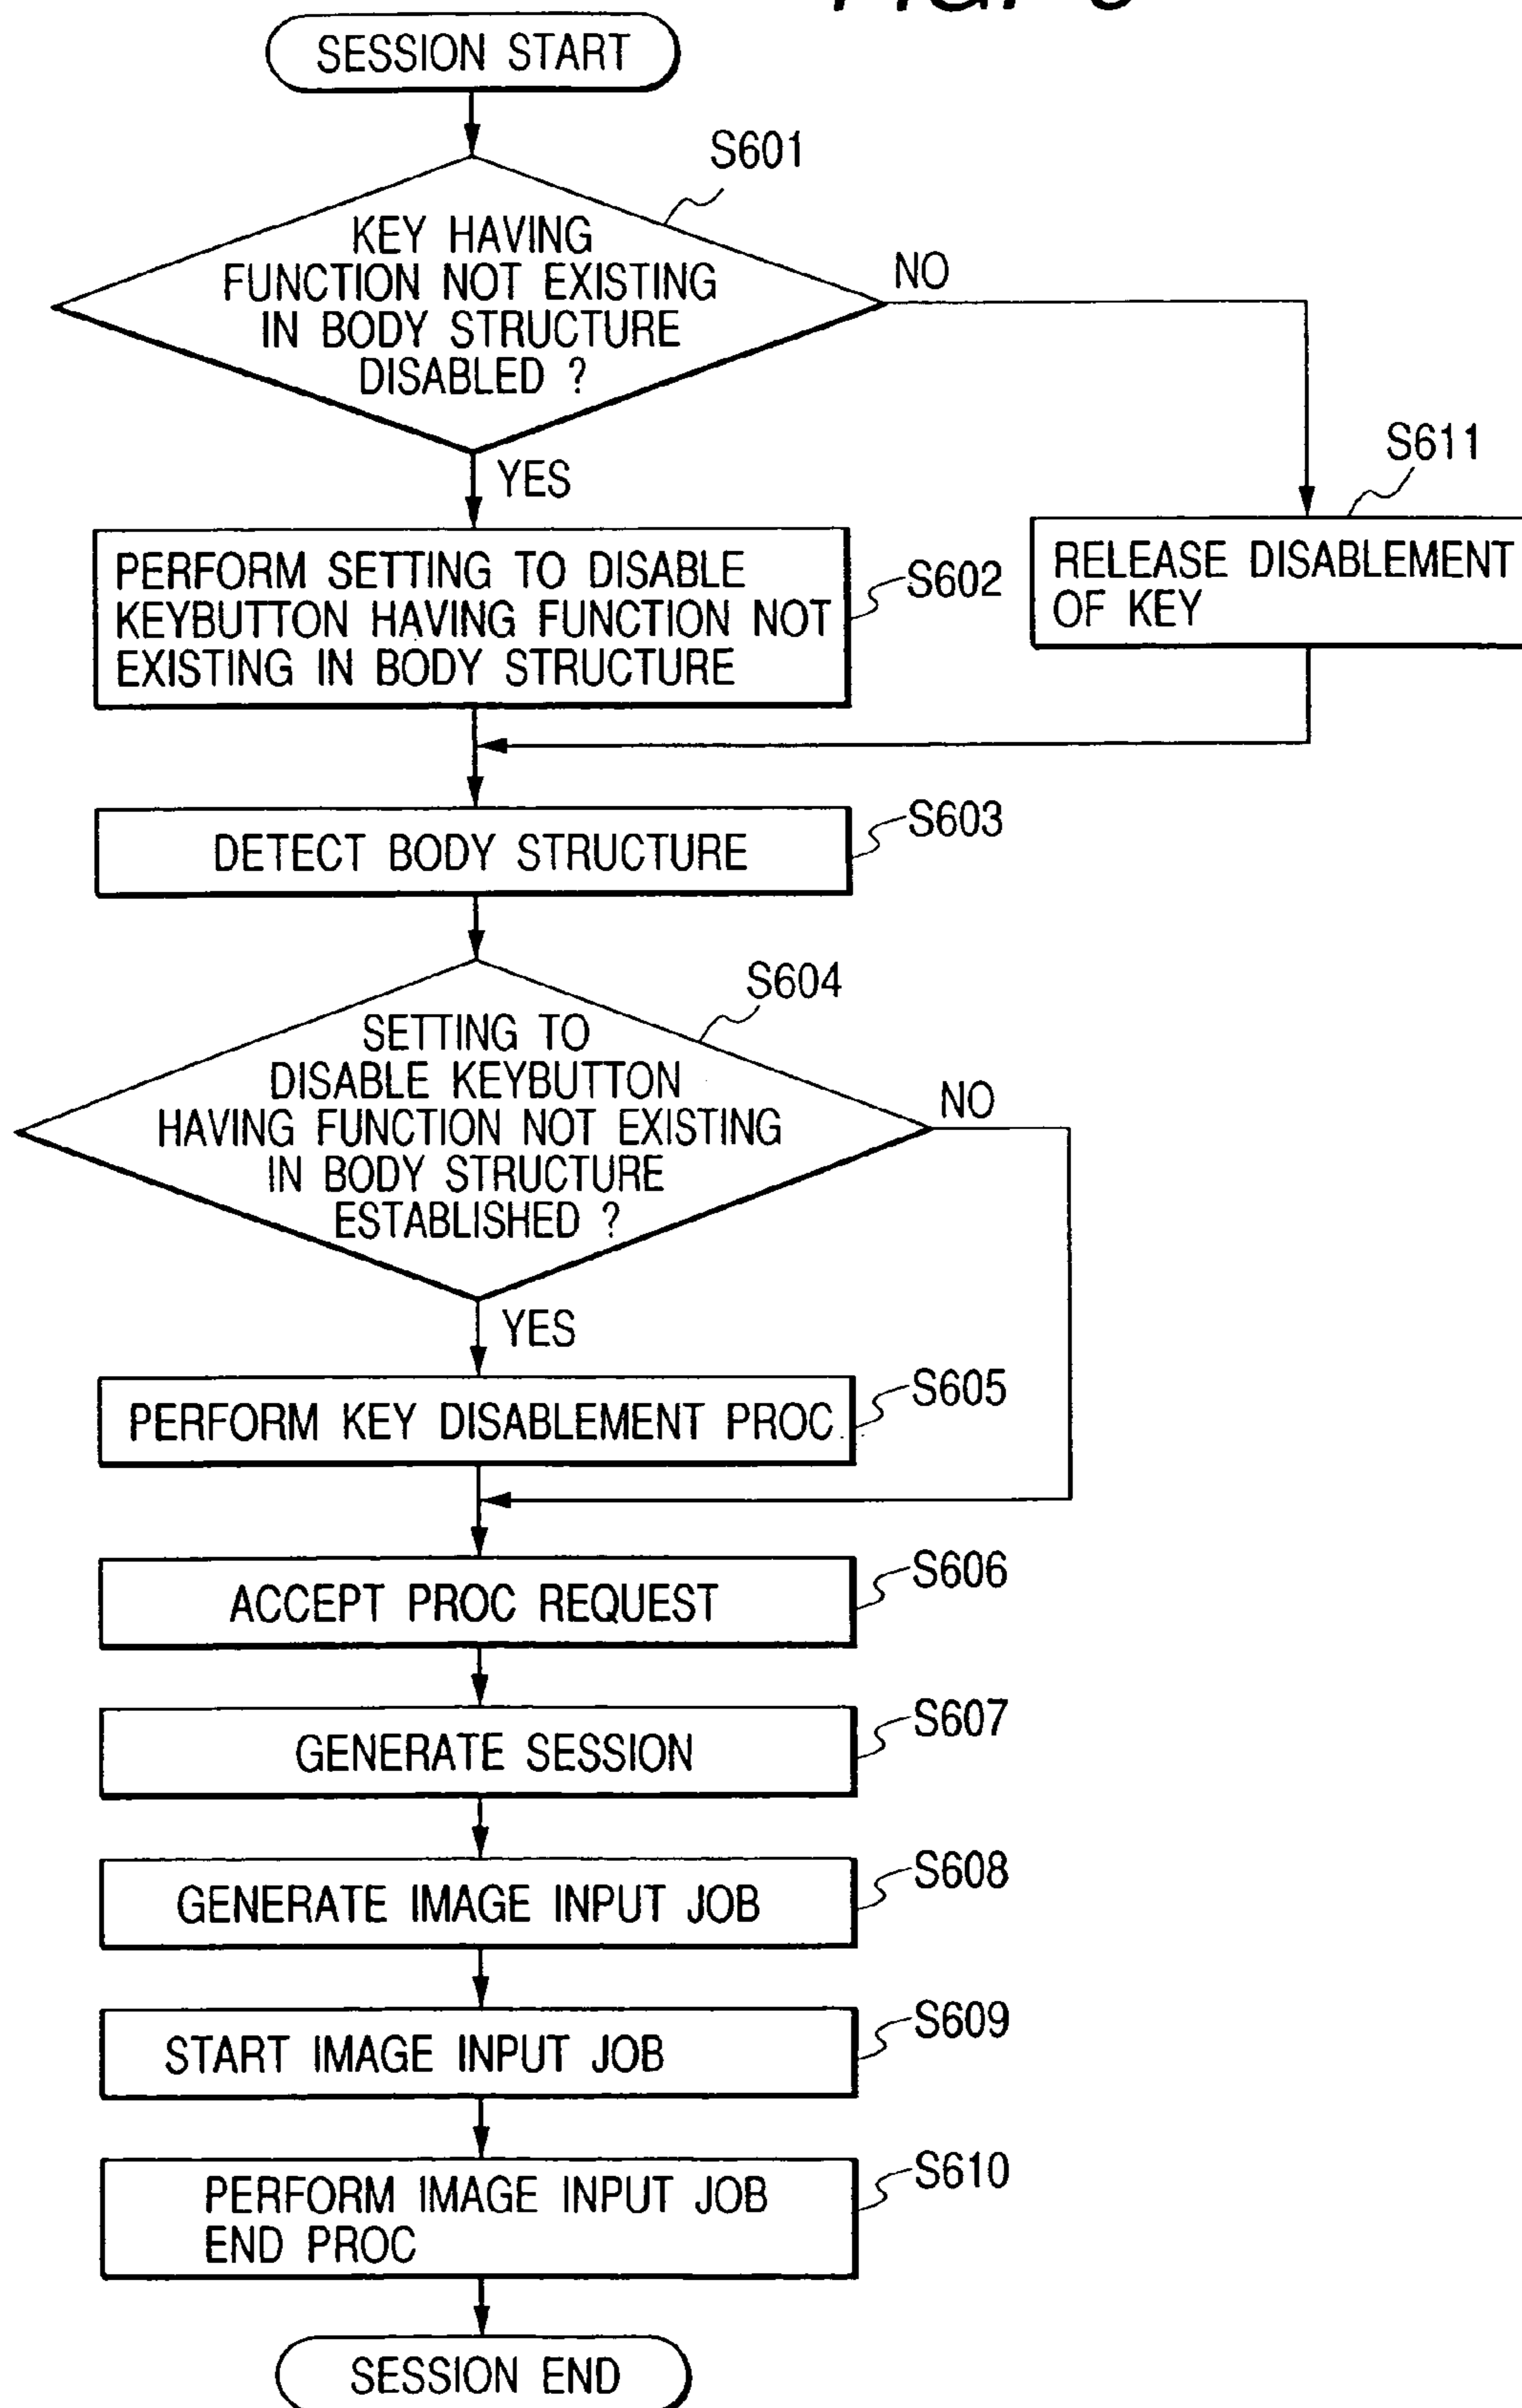 SESSION START
S601
KEY HAVING
FUNCTION NOT EXISTING
IN BODY STRUCTURE
DISABLED ?
NO
YES
S611
RELEASE DISABLEMENT
OF KEY
PERFORM SETTING TO DISABLE
KEYBUTTON HAVING FUNCTION NOT
EXISTING IN BODY STRUCTURE
S602
DETECT BODY STRUCTURE
S603
S604
SETTING TO
DISABLE KEYBUTTON
HAVING FUNCTION NOT EXISTING
IN BODY STRUCTURE
ESTABLISHED ?
NO
YES
PERFORM KEY DISABLEMENT PROC
S605
ACCEPT PROC REQUEST
S606
GENERATE SESSION
S607
GENERATE IMAGE INPUT JOB
S608
START IMAGE INPUT JOB
S609
PERFORM IMAGE INPUT JOB
END PROC
S610
SESSION END